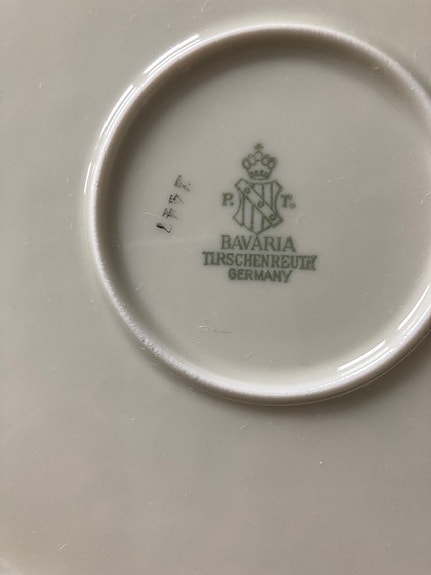 P. T.
BAVARIA
TIRSCHENREUTH
GERMANY